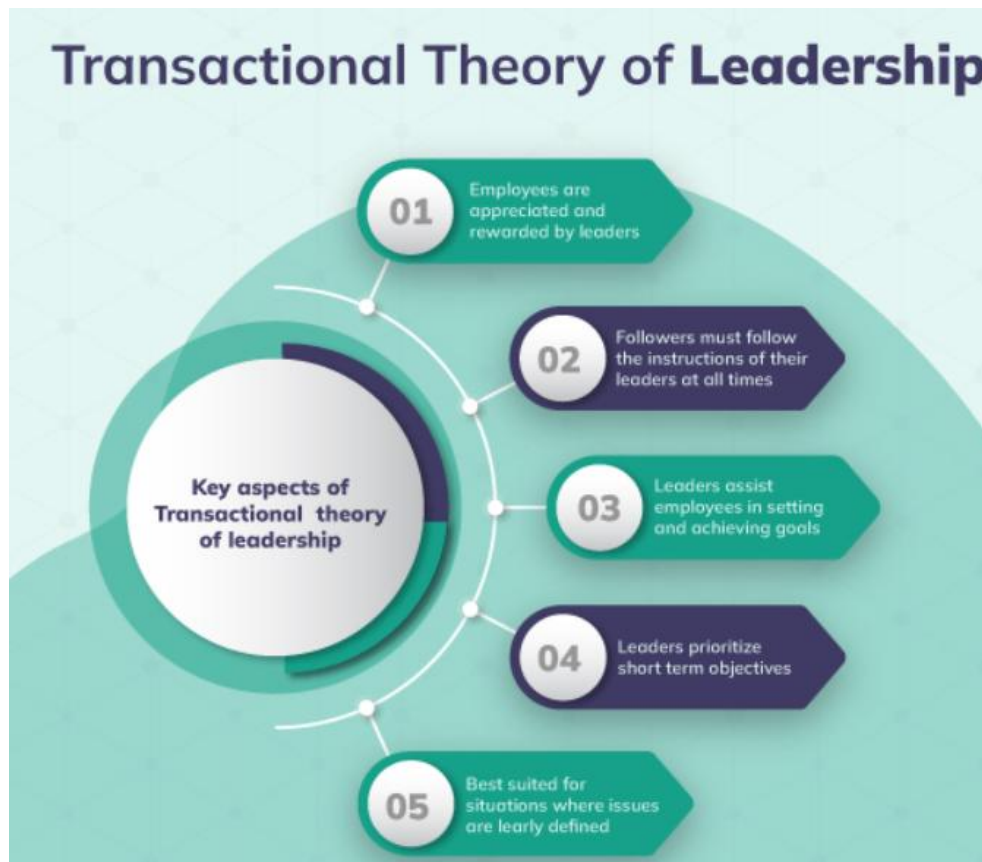 Transactional Theory of Leadership
01
Employees are
appreciated and
rewarded by leaders
02
Followers must follow
the instructions of their
leaders at all times
03
Leaders assist
employees in setting
and achieving goals
Key aspects of
Transactional theory
of leadership
04
Leaders prioritize
short term objectives
05
Best suited for
situations where issues
are learly defined